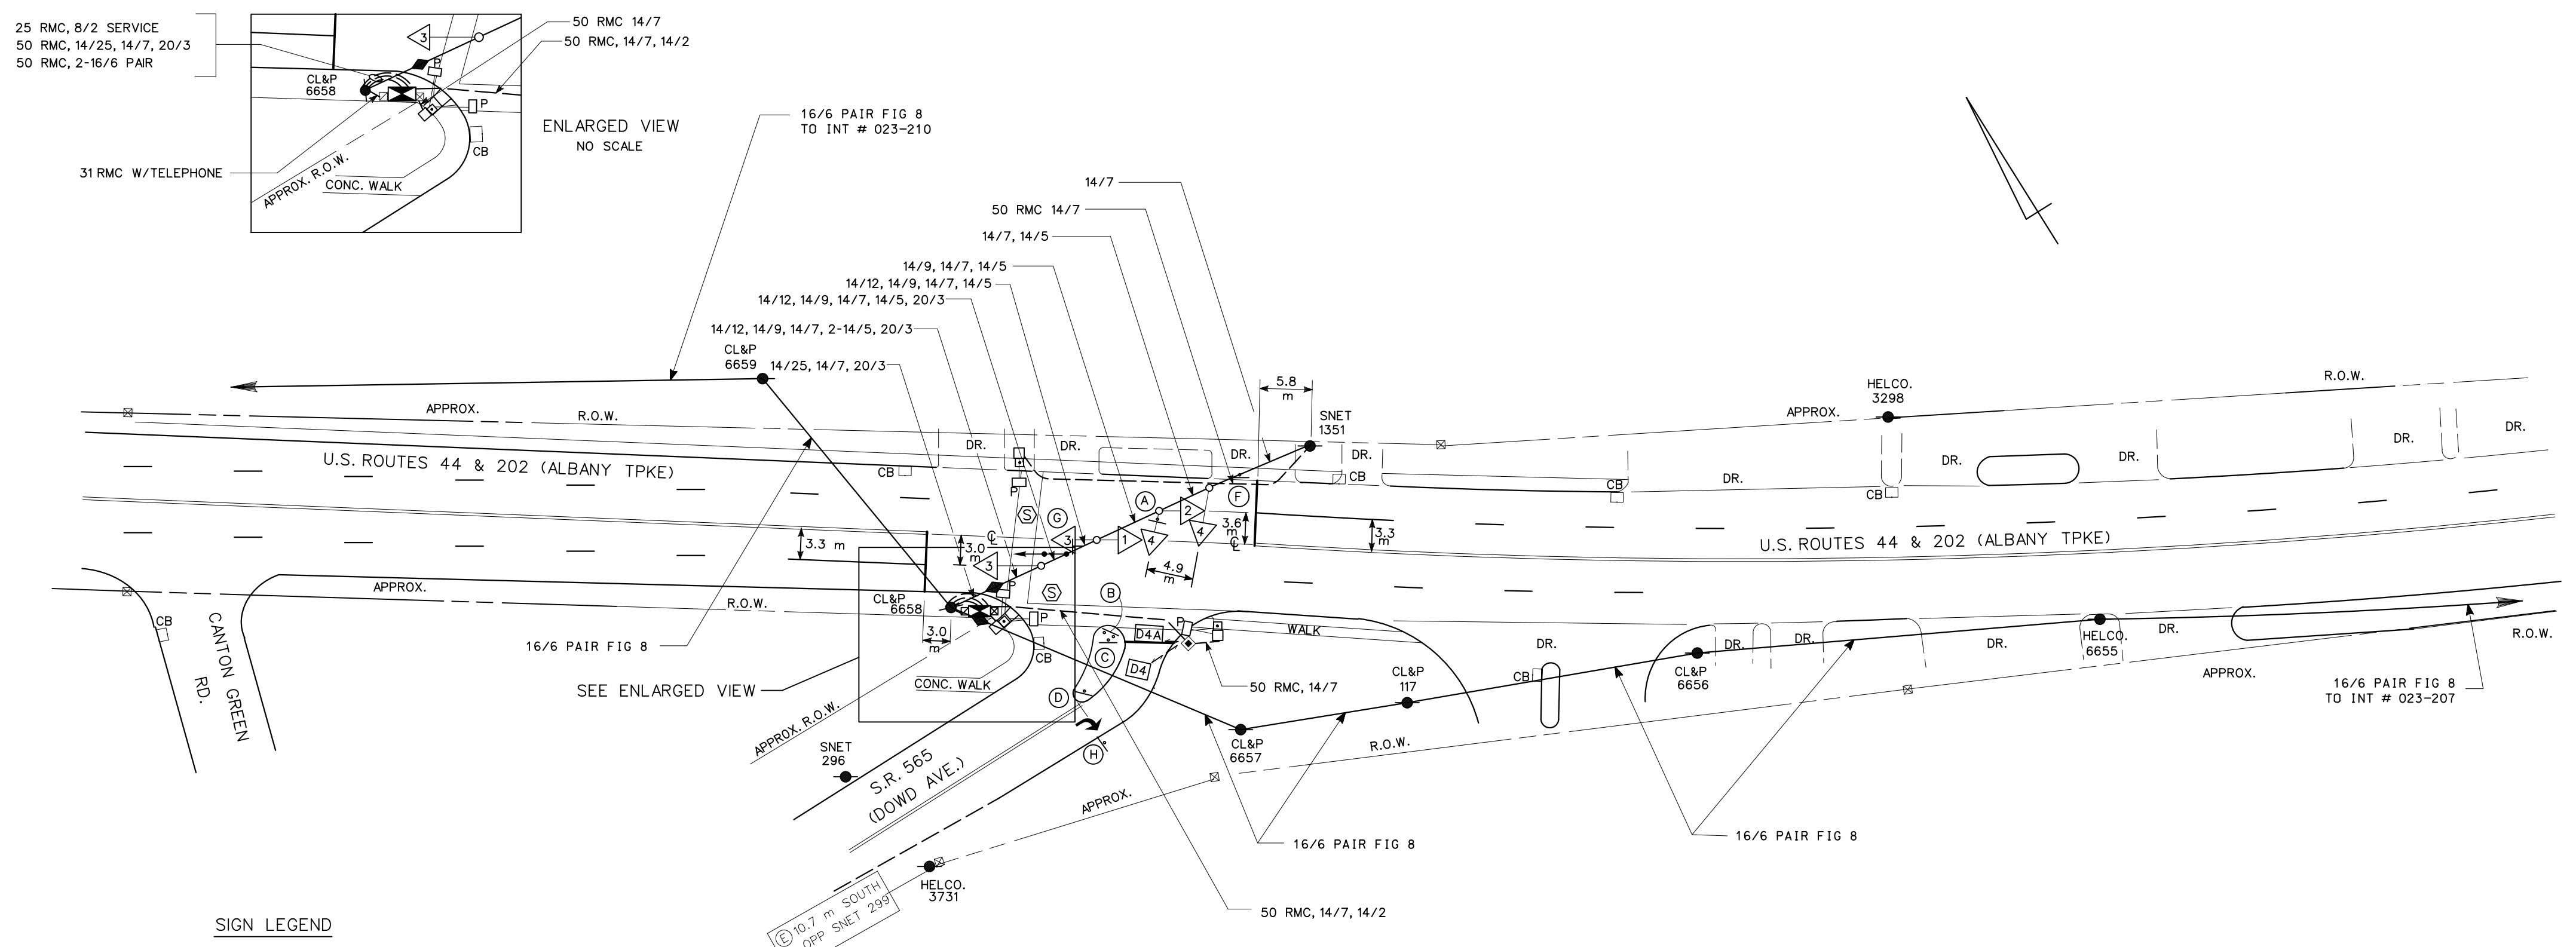 25 RMC, 8/2 SERVICE
50 RMC, 14/25, 14/7, 20/3
50 RMC, 2-16/6 PAIR
CL&P
6658
3
P
P
CB
50 RMC 14/7
50 RMC, 14/7, 14/2
ENLARGED VIEW
NO SCALE
31 RMC W/TELEPHONE
APPROX. R.O.W.
CONC. WALK
16/6 PAIR FIG 8
TO INT # 023-210
14/7
50 RMC 14/7
14/7, 14/5
14/9, 14/7, 14/5
14/12, 14/9, 14/7, 14/5
14/12, 14/9, 14/7, 14/5, 20/3
14/12, 14/9, 14/7, 2-14/5, 20/3
14/25, 14/7, 20/3
CL&P
6659
5.8
m
SNET
1351
HELCO.
3298
R.O.W.
APPROX.
APPROX.
R.O.W.
DR.
DR.
DR.
DR.
DR.
DR.
DR.
DR.
DR.
CB
CB
CB
CB
U.S. ROUTES 44 & 202 (ALBANY TPKE)
P
S
G
A
F
2
4
4
1
3
3
3.6
m
℄
℄
3.3
m
3.3 m
3.0
m
4.9
m
U.S. ROUTES 44 & 202 (ALBANY TPKE)
APPROX.
R.O.W.
CL&P
6658
P
P
S
B
C
D
D4A
D4
P
WALK
3.0
m
CB
CB
CONC. WALK
16/6 PAIR FIG 8
SEE ENLARGED VIEW
CANTON GREEN
RD.
50 RMC, 14/7
CL&P
117
CL&P
6656
CB
DR.
DR.
DR.
DR.
DR.
HELCO.
6655
R.O.W.
APPROX.
16/6 PAIR FIG 8
TO INT # 023-207
APPROX. R.O.W.
SNET
296
H
CL&P
6657
R.O.W.
APPROX.
S.R. 565
(DOWD AVE.)
16/6 PAIR FIG 8
16/6 PAIR FIG 8
HELCO.
3731
50 RMC, 14/7, 14/2
E 10.7 m SOUTH
OPP SNET 299
SIGN LEGEND